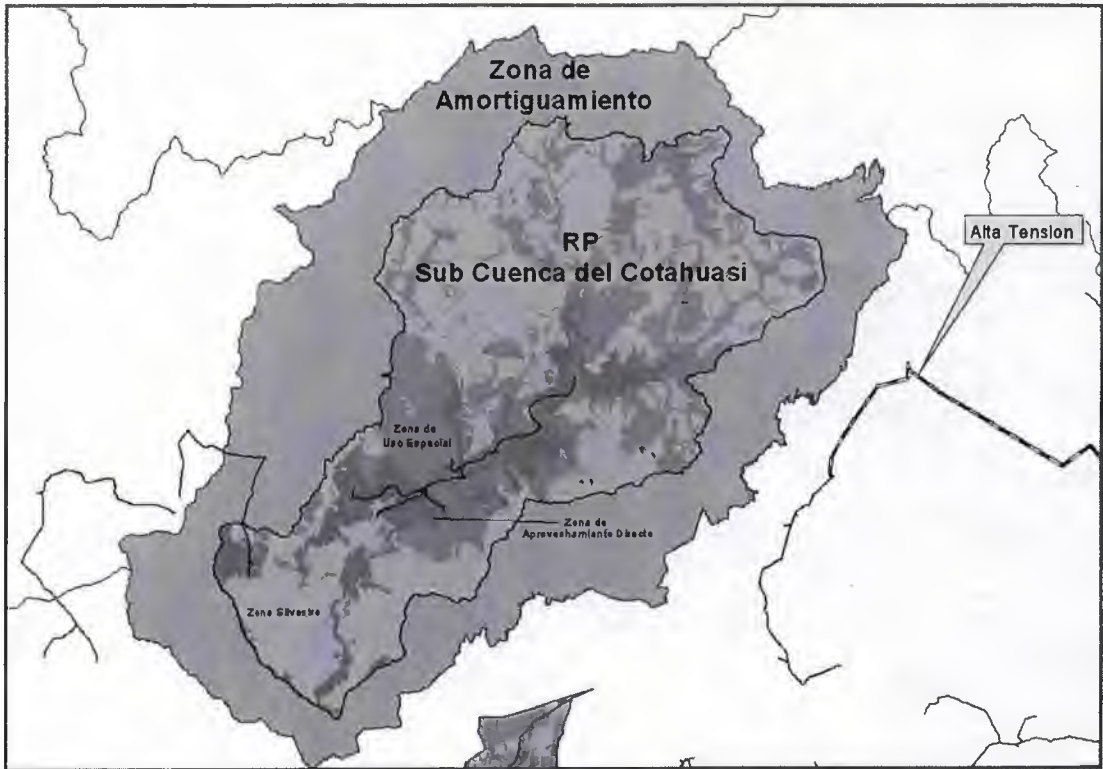 Zona de
Amortiguamiento
RP
Sub Cuenca del Cotahuasi
Alta Tension
Zona de
Uso Especial
Zona de
Aprovechamiento Directo
Zona Silvestre